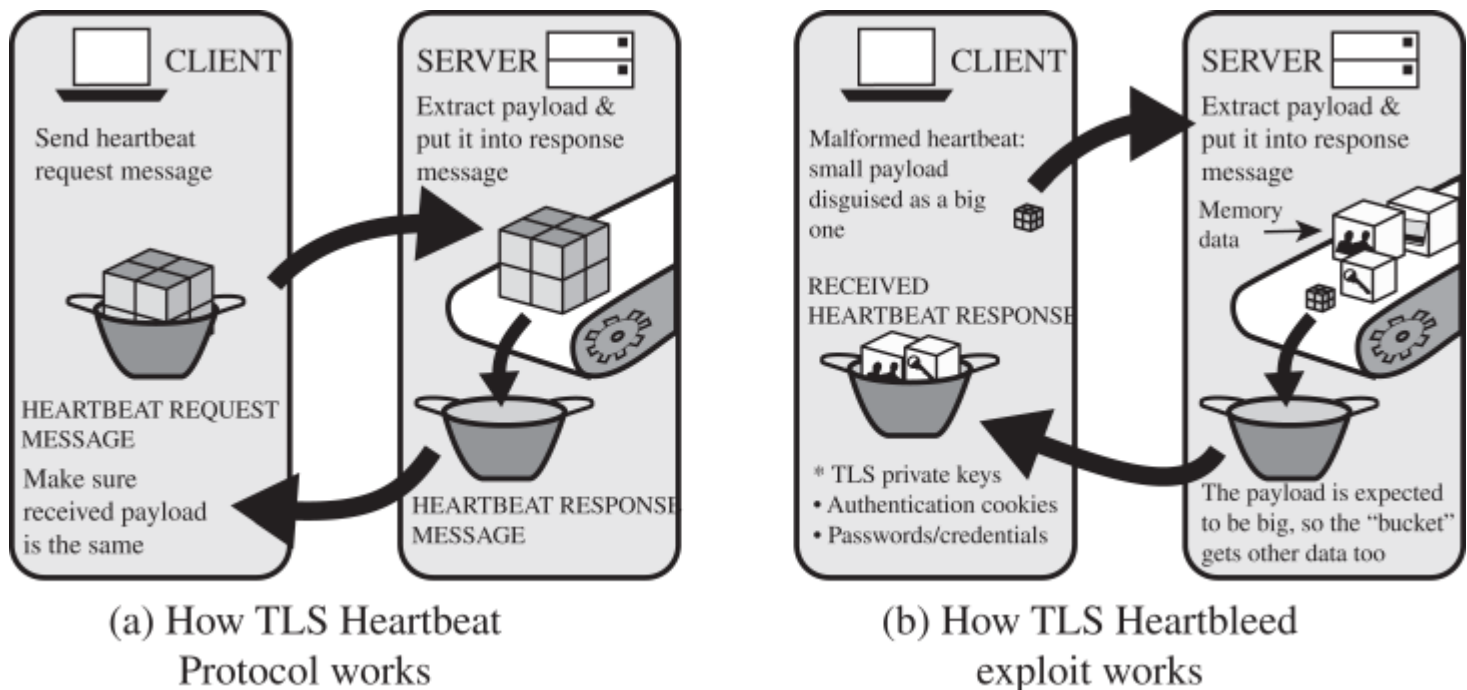 CLIENT
Send heartbeat
request message
HEARTBEAT REQUEST
MESSAGE
Make sure
received payload
is the same
SERVER
Extract payload &
put it into response
message
HEARTBEAT RESPONSE
MESSAGE
(a) How TLS Heartbeat
Protocol works
CLIENT
Malformed heartbeat:
small payload
disguised as a big
one
RECEIVED
HEARTBEAT RESPONSE
* TLS private keys
• Authentication cookies
• Passwords/credentials
SERVER
Extract payload &
put it into response
message
Memory
data
The payload is expected
to be big, so the “bucket”
gets other data too
(b) How TLS Heartbleed
exploit works